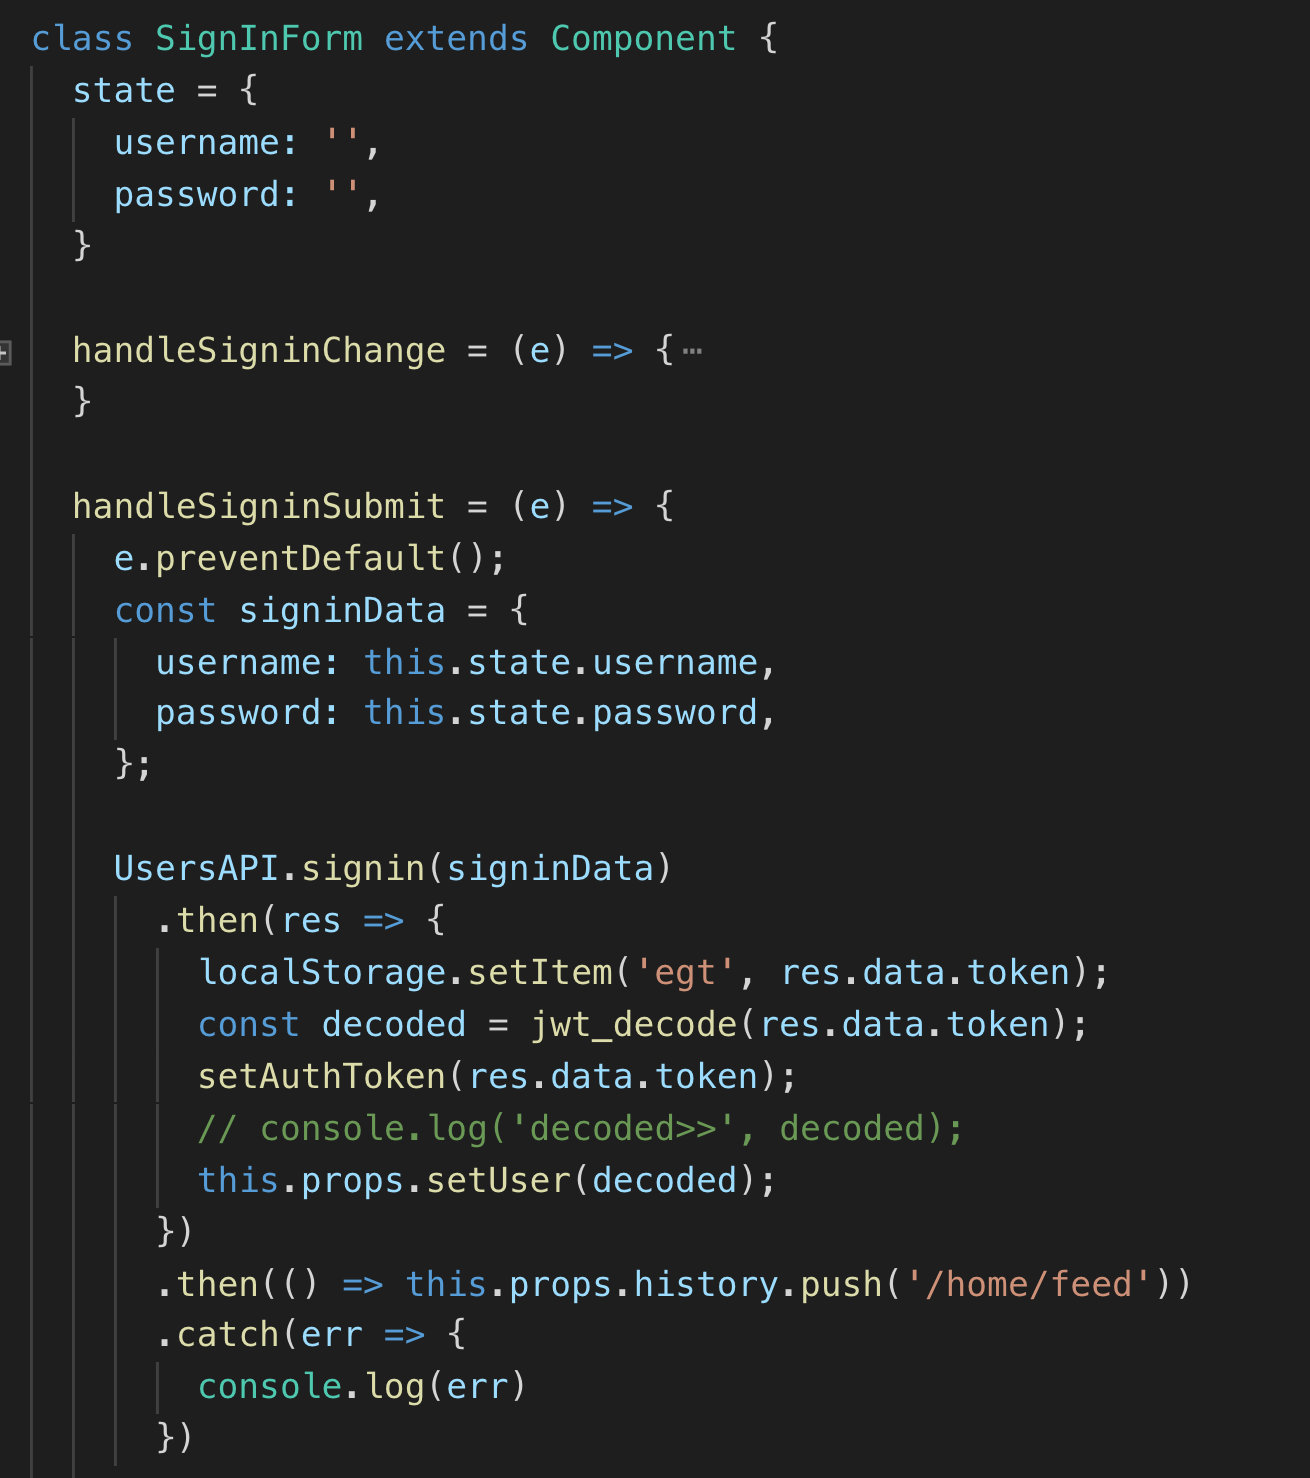 class SignInForm extends Component {
  state = {
    username: '',
    password: '',
  }

  handleSigninChange = (e) => {…
  }

  handleSigninSubmit = (e) => {
    e.preventDefault();
    const signinData = {
      username: this.state.username,
      password: this.state.password,
    };

    UsersAPI.signin(signinData)
      .then(res => {
        localStorage.setItem('egt', res.data.token);
        const decoded = jwt_decode(res.data.token);
        setAuthToken(res.data.token);
        // console.log('decoded>>', decoded);
        this.props.setUser(decoded);
      })
      .then(() => this.props.history.push('/home/feed'))
      .catch(err => {
        console.log(err)
      })